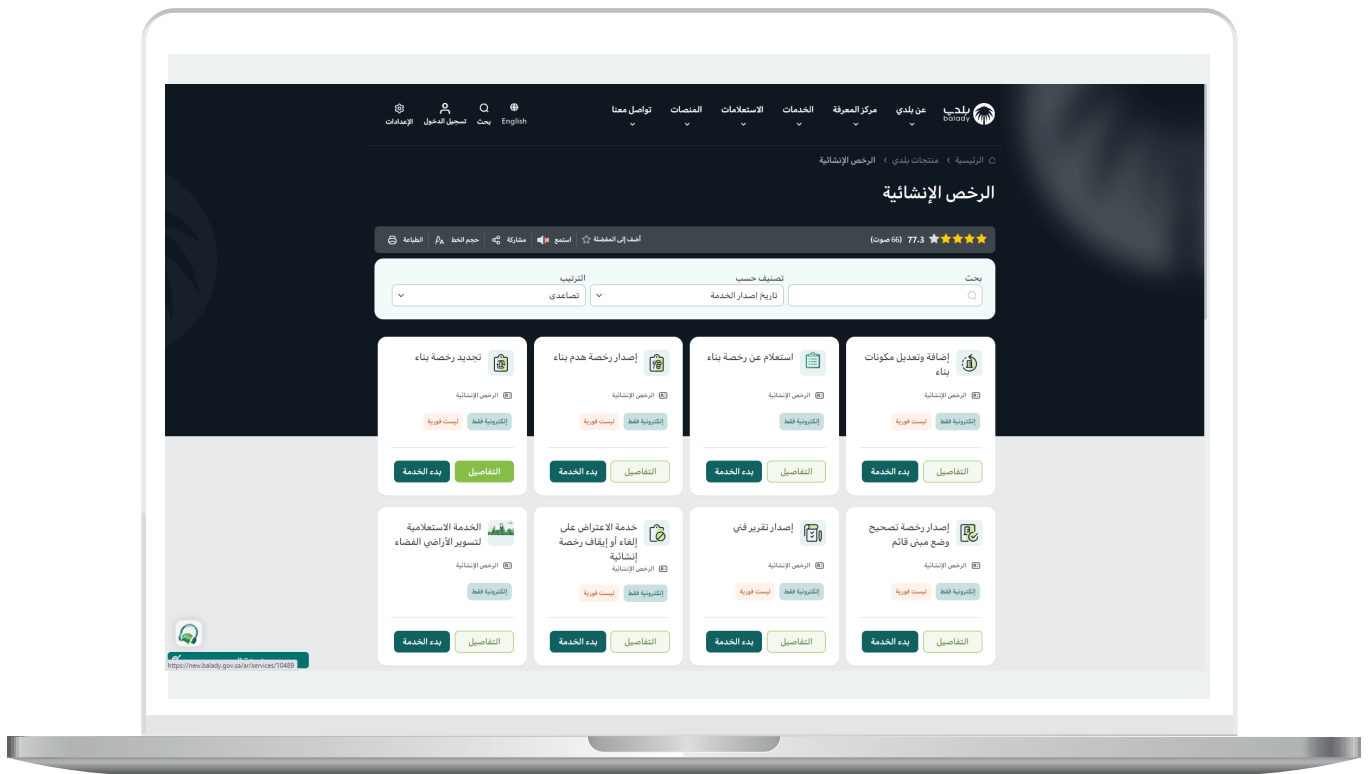 بلدي
balady
عن بلدي
مركز المعرفة
الخدمات
الاستعلامات
المنصات
تواصل معنا
English
بحث
تسجيل الدخول
الإعدادات
الرئيسية > منتجات بلدي > الرخص الإنشائية
الرخص الإنشائية
77.3 (66 صوت)
أضف إلى المفضلة
استمع
مشاركة
حجم الخط
الطباعة
بحث
تصنيف حسب
الترتيب
تاريخ إصدار الخدمة
تصاعدى
إضافة وتعديل مكونات
بناء
الرخص الإنشائية
إلكترونية فقط
ليست فورية
التفاصيل
بدء الخدمة
استعلام عن رخصة بناء
الرخص الإنشائية
إلكترونية فقط
التفاصيل
بدء الخدمة
إصدار رخصة هدم بناء
الرخص الإنشائية
إلكترونية فقط
ليست فورية
التفاصيل
بدء الخدمة
تجديد رخصة بناء
الرخص الإنشائية
إلكترونية فقط
ليست فورية
التفاصيل
بدء الخدمة
إصدار رخصة تصحيح
وضع مبنى قائم
الرخص الإنشائية
إلكترونية فقط
ليست فورية
التفاصيل
بدء الخدمة
إصدار تقرير فني
الرخص الإنشائية
إلكترونية فقط
ليست فورية
التفاصيل
بدء الخدمة
خدمة الاعتراض على
إلغاء أو إيقاف رخصة
إنشائية
الرخص الإنشائية
إلكترونية فقط
ليست فورية
التفاصيل
بدء الخدمة
الخدمة الاستعلامية
لتسوير الأراضي الفضاء
الرخص الإنشائية
إلكترونية فقط
التفاصيل
بدء الخدمة
https://new.balady.gov.sa/ar/services/10489